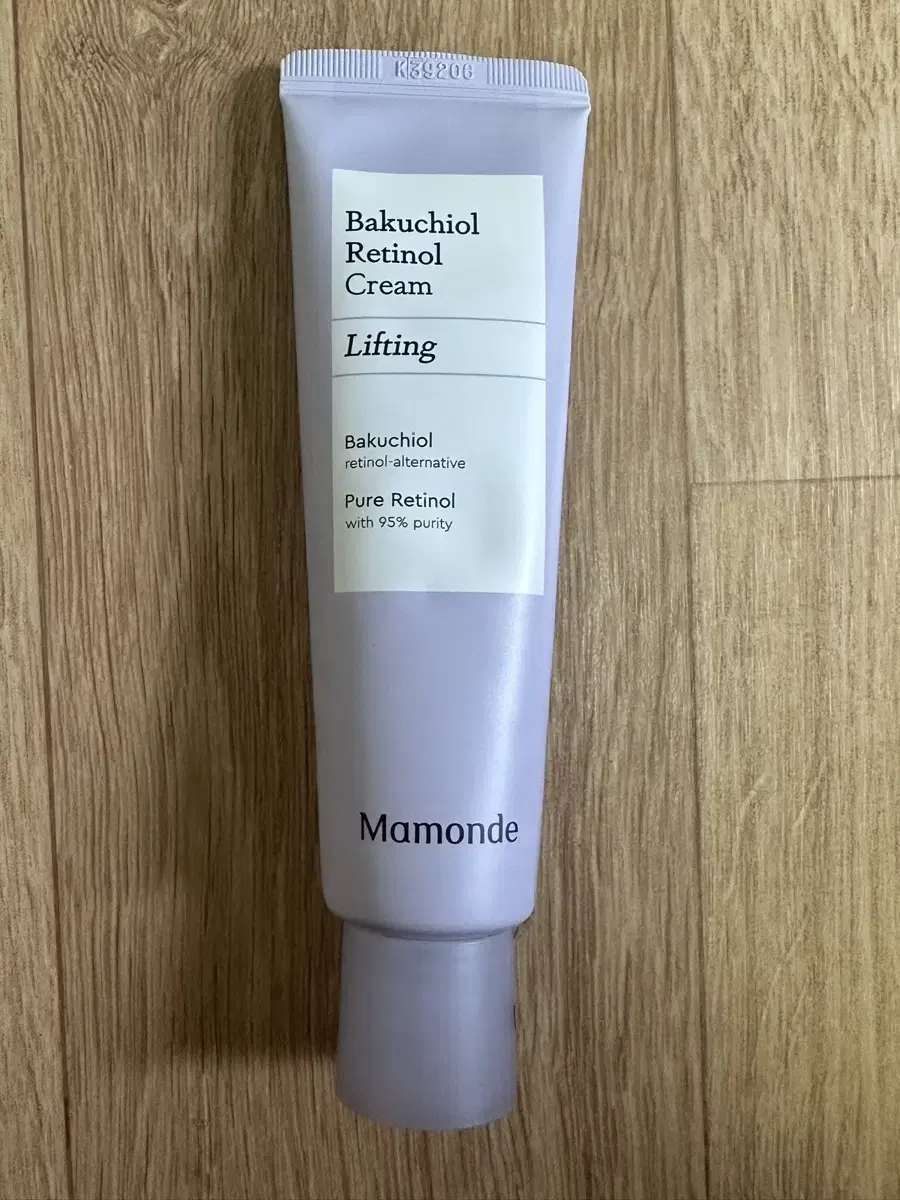 K39206
Bakuchiol
Retinol
Cream
Lifting
Bakuchiol
retinol-alternative
Pure Retinol
with 95% purity
Mamonde